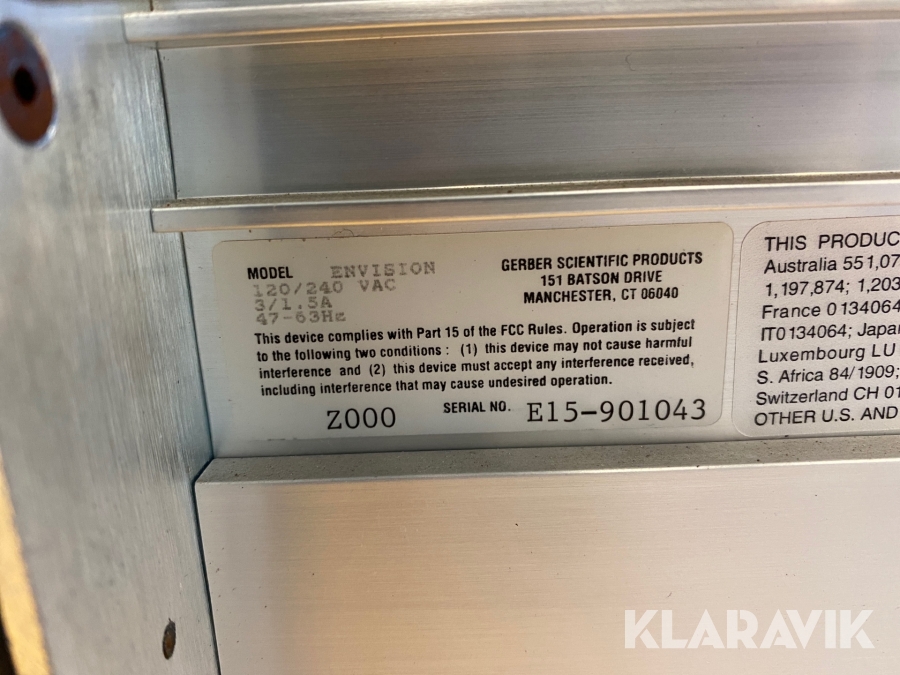 MODEL ENVISION
120/240 VAC
3/1.5A
47-63Hz
GERBER SCIENTIFIC PRODUCTS
151 BATSON DRIVE
MANCHESTER, CT 06040
This device complies with Part 15 of the FCC Rules. Operation is subject
to the following two conditions : (1) this device may not cause harmful
interference and (2) this device must accept any interference received,
including interference that may cause undesired operation.
Z000 SERIAL NO. E15-901043
THIS PRODUC
Australia 551,07
1,197,874; 1,203
France 0134064
IT0134064; Japa
Luxembourg LU
S. Africa 84/1909;
Switzerland CH 01
OTHER U.S. AND
KLARAVIK